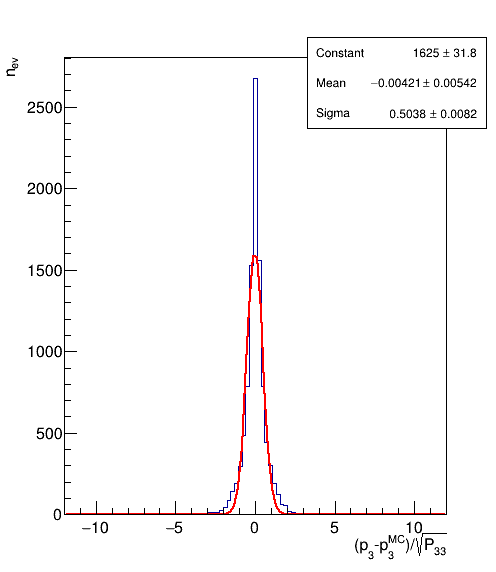 Constant 1625 ± 31.8
Mean −0.00421 ± 0.00542
Sigma 0.5038 ± 0.0082
n_ev
2500
2000
1500
1000
500
0
−10 −5 0 5 10
(p_3-p_3^MC)/√P_33